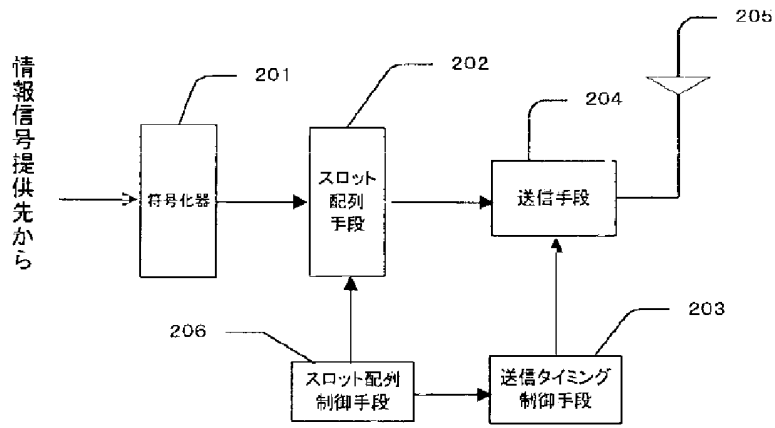 情報信号提供先から
201
符号化器
202
スロット
配列
手段
204
送信手段
205
206
スロット配列
制御手段
203
送信タイミング
制御手段